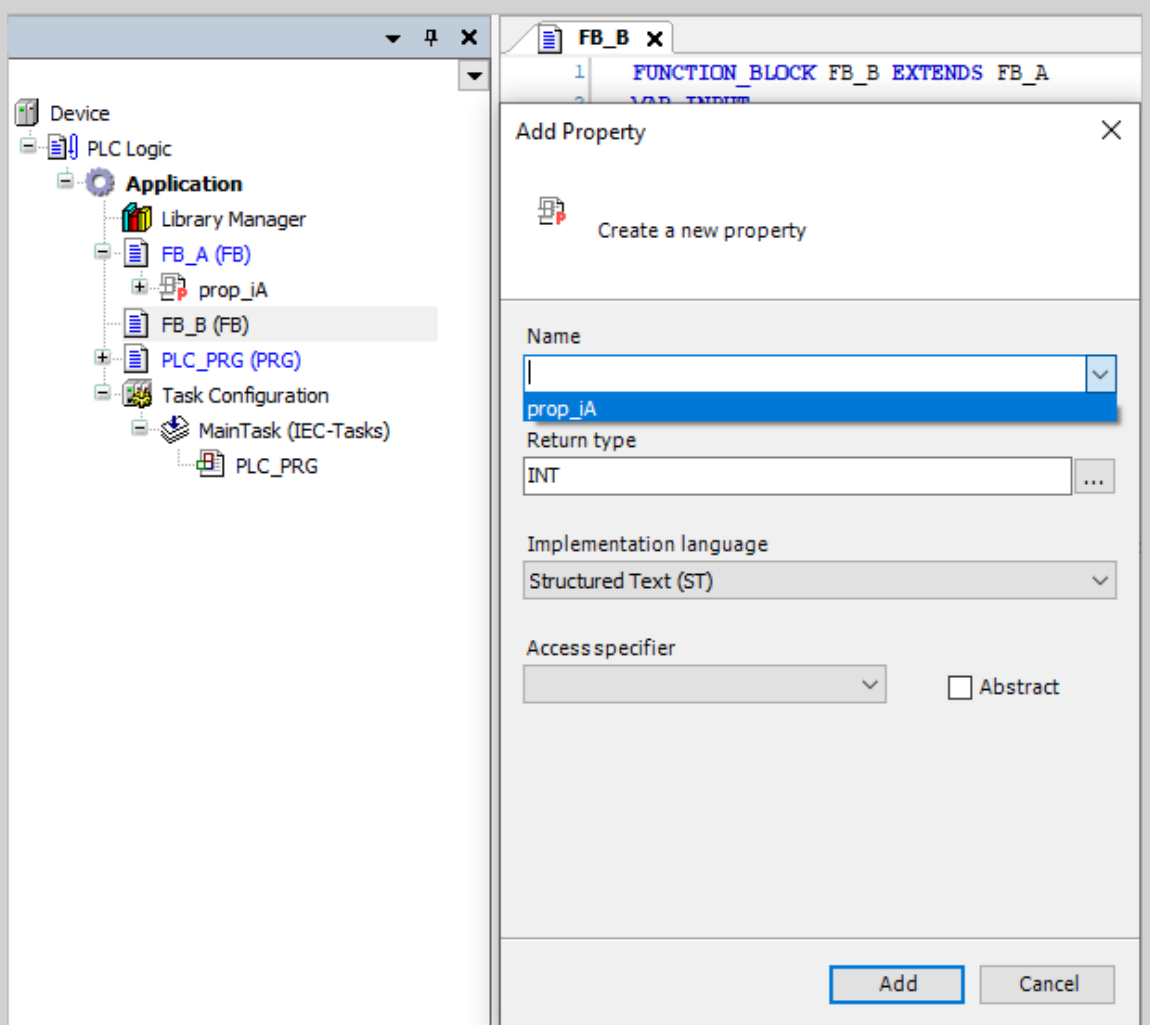 Device
PLC Logic
Application
Library Manager
FB_A (FB)
prop_iA
FB_B (FB)
PLC_PRG (PRG)
Task Configuration
MainTask (IEC-Tasks)
PLC_PRG
FB_B
1 FUNCTION_BLOCK FB_B EXTENDS FB_A
2 VAR_INPUT
Add Property
Create a new property
Name
prop_iA
Return type
INT
...
Implementation language
Structured Text (ST)
Access specifier
Abstract
Add
Cancel